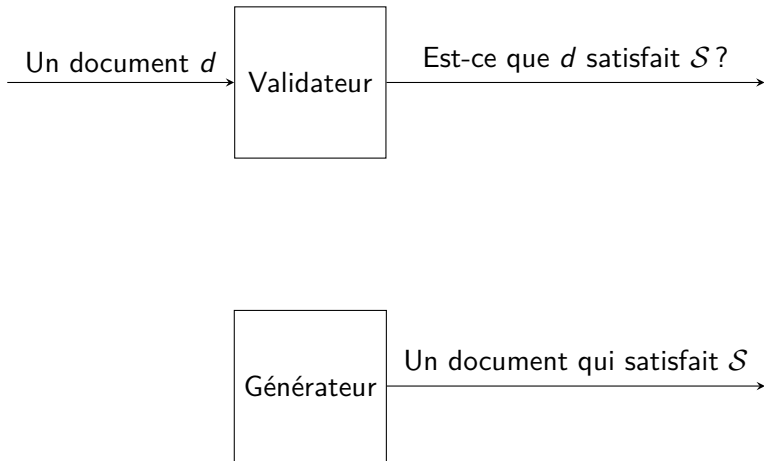 Un document d
Validateur
Est-ce que d satisfait S ?
Générateur
Un document qui satisfait S